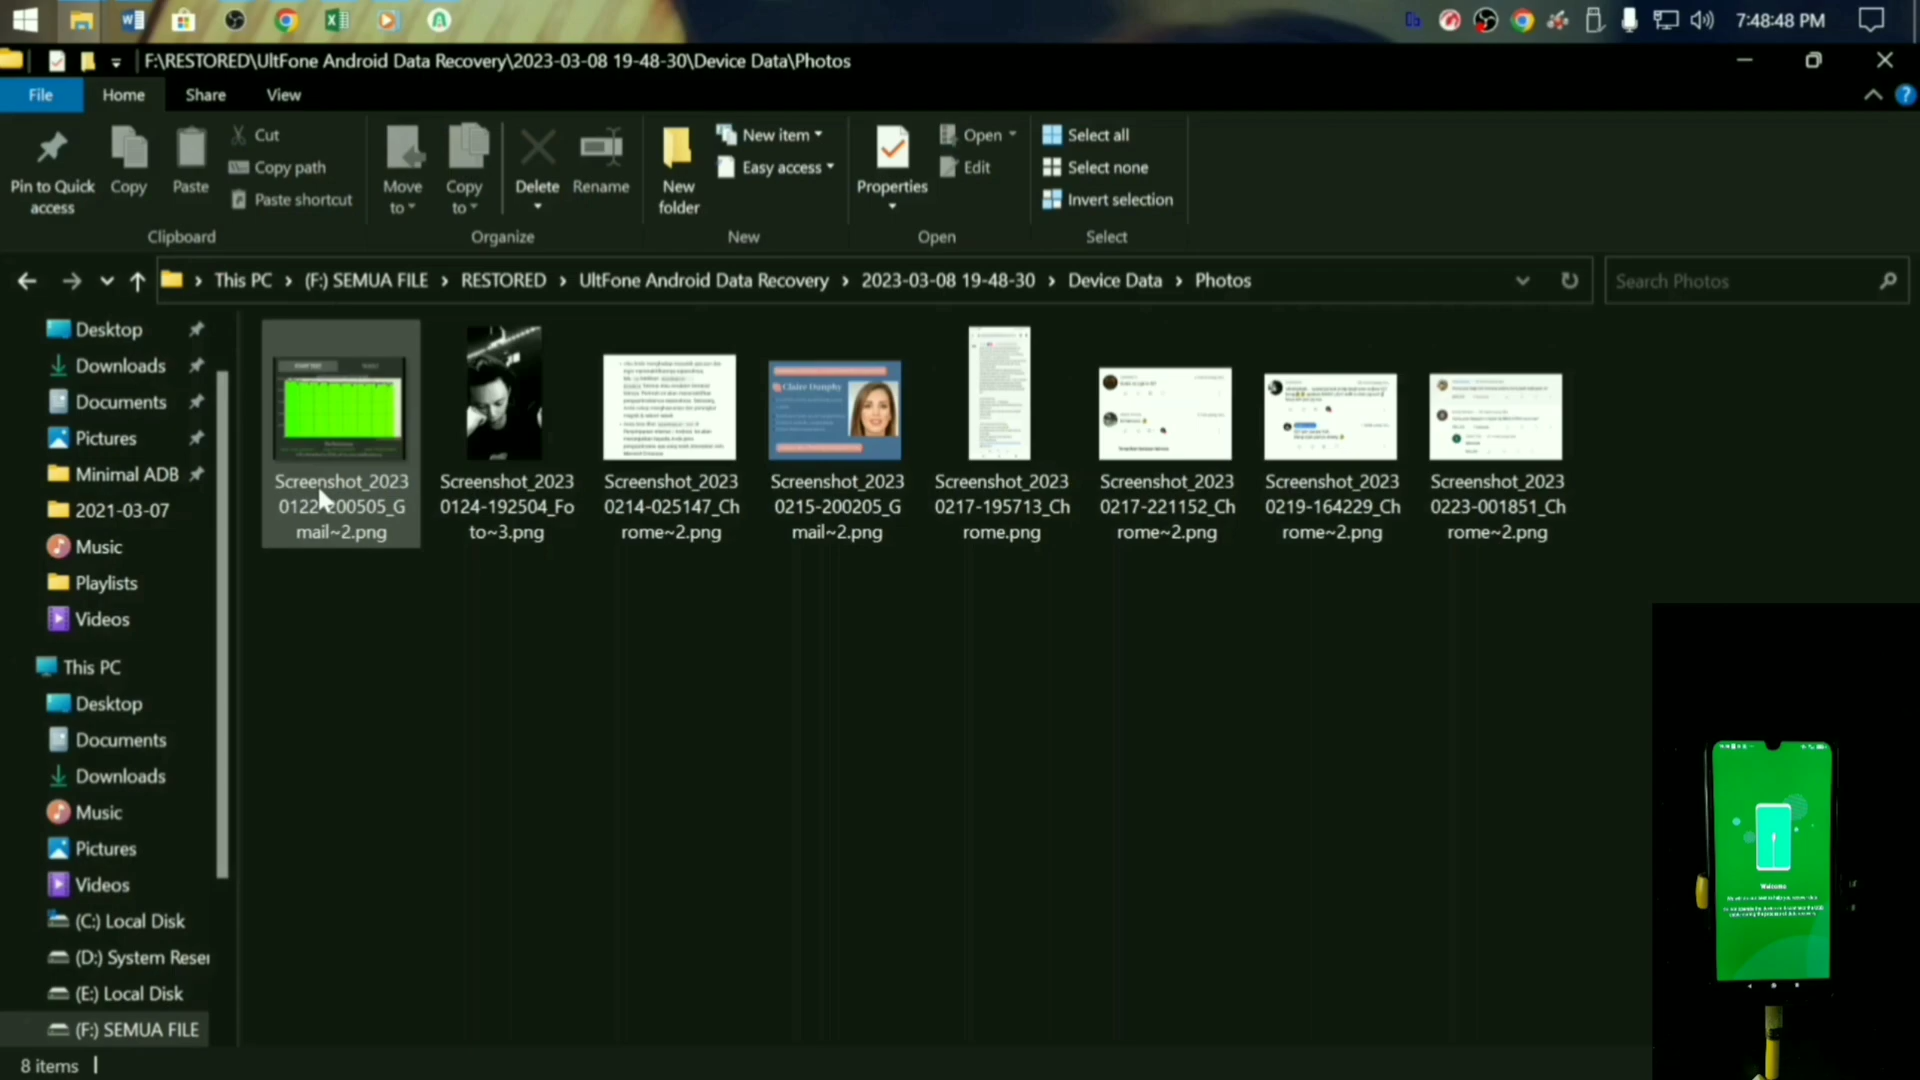 7:48:48 PM
F:\RESTORED\UltFone Android Data Recovery\2023-03-08 19-48-30\Device Data\Photos
File Home Share View
Pin to Quick access
Copy
Paste
Cut
Copy path
Paste shortcut
Move to
Copy to
Delete
Rename
New folder
New item
Easy access
Properties
Open
Edit
Select all
Select none
Invert selection
Clipboard Organize New Open Select
This PC › (F:) SEMUA FILE › RESTORED › UltFone Android Data Recovery › 2023-03-08 19-48-30 › Device Data › Photos
Search Photos
Desktop
Downloads
Documents
Pictures
Minimal ADB
2021-03-07
Music
Playlists
Videos
This PC
Desktop
Documents
Downloads
Music
Pictures
Videos
(C:) Local Disk
(D:) System Reser
(E:) Local Disk
(F:) SEMUA FILE
Claire Dunphy
Screenshot_2023
0122-200505_G
mail~2.png
Screenshot_2023
0124-192504_Fo
to~3.png
Screenshot_2023
0214-025147_Ch
rome~2.png
Screenshot_2023
0215-200205_G
mail~2.png
Screenshot_2023
0217-195713_Ch
rome.png
Screenshot_2023
0217-221152_Ch
rome~2.png
Screenshot_2023
0219-164229_Ch
rome~2.png
Screenshot_2023
0223-001851_Ch
rome~2.png
Welcome
8 items